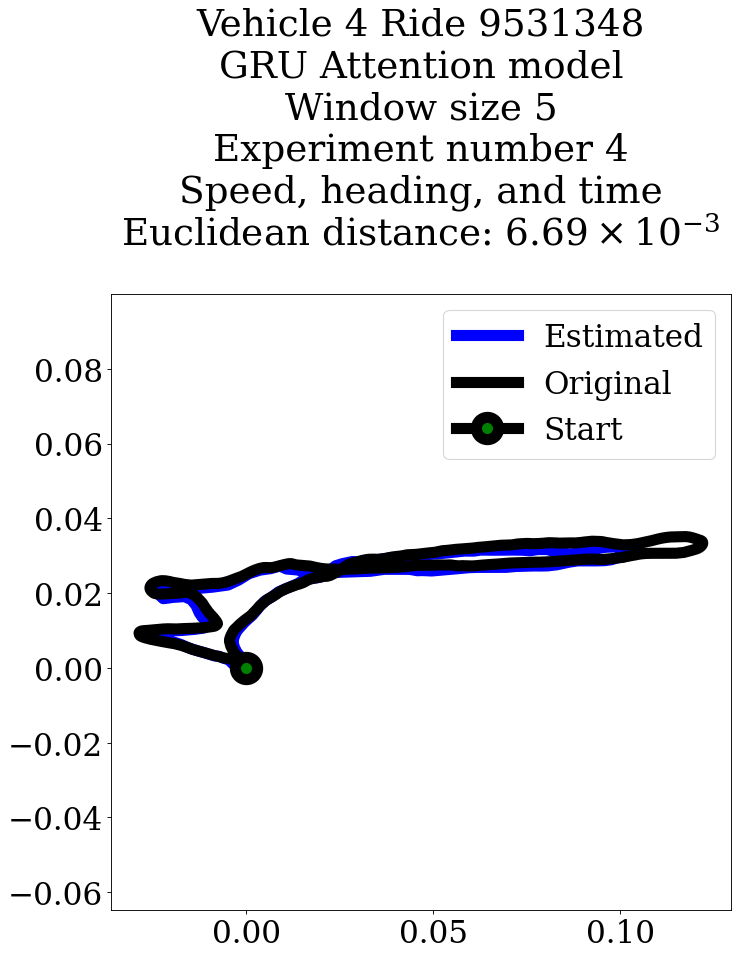 Vehicle 4 Ride 9531348
GRU Attention model
Window size 5
Experiment number 4
Speed, heading, and time
Euclidean distance: 6.69 × 10⁻³
Estimated
Original
Start
0.08
0.06
0.04
0.02
0.00
−0.02
−0.04
−0.06
0.00 0.05 0.10